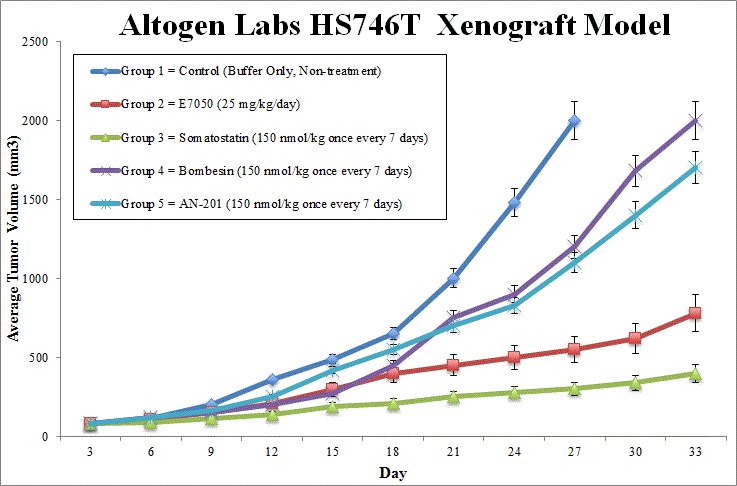 Altogen Labs HS746T Xenograft Model
Average Tumor Volume (mm3)
2500
2000
1500
1000
500
0
Group 1 = Control (Buffer Only, Non-treatment)
Group 2 = E7050 (25 mg/kg/day)
Group 3 = Somatostatin (150 nmol/kg once every 7 days)
Group 4 = Bombesin (150 nmol/kg once every 7 days)
Group 5 = AN-201 (150 nmol/kg once every 7 days)
3 6 9 12 15 18 21 24 27 30 33
Day